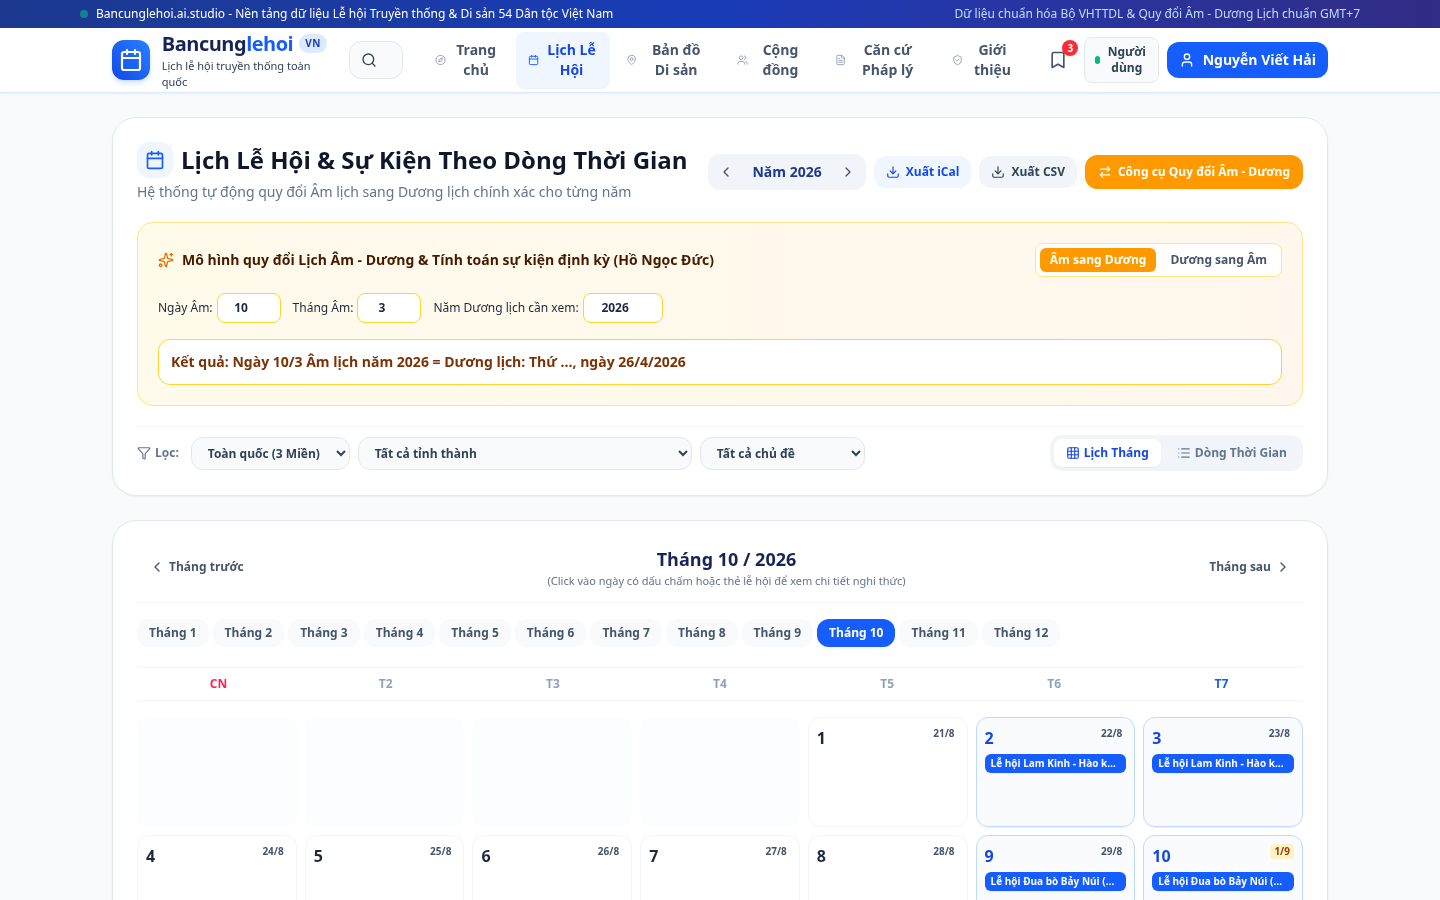 Bancunglehoi.ai.studio - Nền tảng dữ liệu Lễ hội Truyền thống & Di sản 54 Dân tộc Việt Nam
Dữ liệu chuẩn hóa Bộ VHTTDL & Quy đổi Âm - Dương Lịch chuẩn GMT+7
Bancunglehoi VN
Lịch lễ hội truyền thống toàn
quốc
Trang
chủ
Lịch Lễ
Hội
Bản đồ
Di sản
Cộng
đồng
Căn cứ
Pháp lý
Giới
thiệu
3
Người
dùng
Nguyễn Viết Hải
Lịch Lễ Hội & Sự Kiện Theo Dòng Thời Gian
Hệ thống tự động quy đổi Âm lịch sang Dương lịch chính xác cho từng năm
Năm 2026
Xuất iCal
Xuất CSV
Công cụ Quy đổi Âm - Dương
Mô hình quy đổi Lịch Âm - Dương & Tính toán sự kiện định kỳ (Hồ Ngọc Đức)
Âm sang Dương
Dương sang Âm
Ngày Âm: 10
Tháng Âm: 3
Năm Dương lịch cần xem: 2026
Kết quả: Ngày 10/3 Âm lịch năm 2026 = Dương lịch: Thứ ..., ngày 26/4/2026
Lọc:
Toàn quốc (3 Miền)
Tất cả tỉnh thành
Tất cả chủ đề
Lịch Tháng
Dòng Thời Gian
Tháng trước
Tháng 10 / 2026
(Click vào ngày có dấu chấm hoặc thẻ lễ hội để xem chi tiết nghi thức)
Tháng sau
Tháng 1
Tháng 2
Tháng 3
Tháng 4
Tháng 5
Tháng 6
Tháng 7
Tháng 8
Tháng 9
Tháng 10
Tháng 11
Tháng 12
CN
T2
T3
T4
T5
T6
T7
1 21/8
2 22/8
Lễ hội Lam Kinh - Hào k...
3 23/8
Lễ hội Lam Kinh - Hào k...
4 24/8
5 25/8
6 26/8
7 27/8
8 28/8
9 29/8
Lễ hội Đua bò Bảy Núi (...
10 1/9
Lễ hội Đua bò Bảy Núi (...